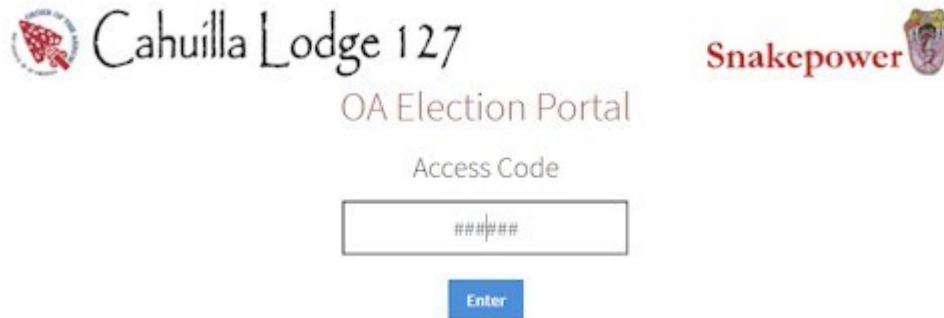 Cahuilla Lodge 127
Snakepower
OA Election Portal
Access Code
######
Enter